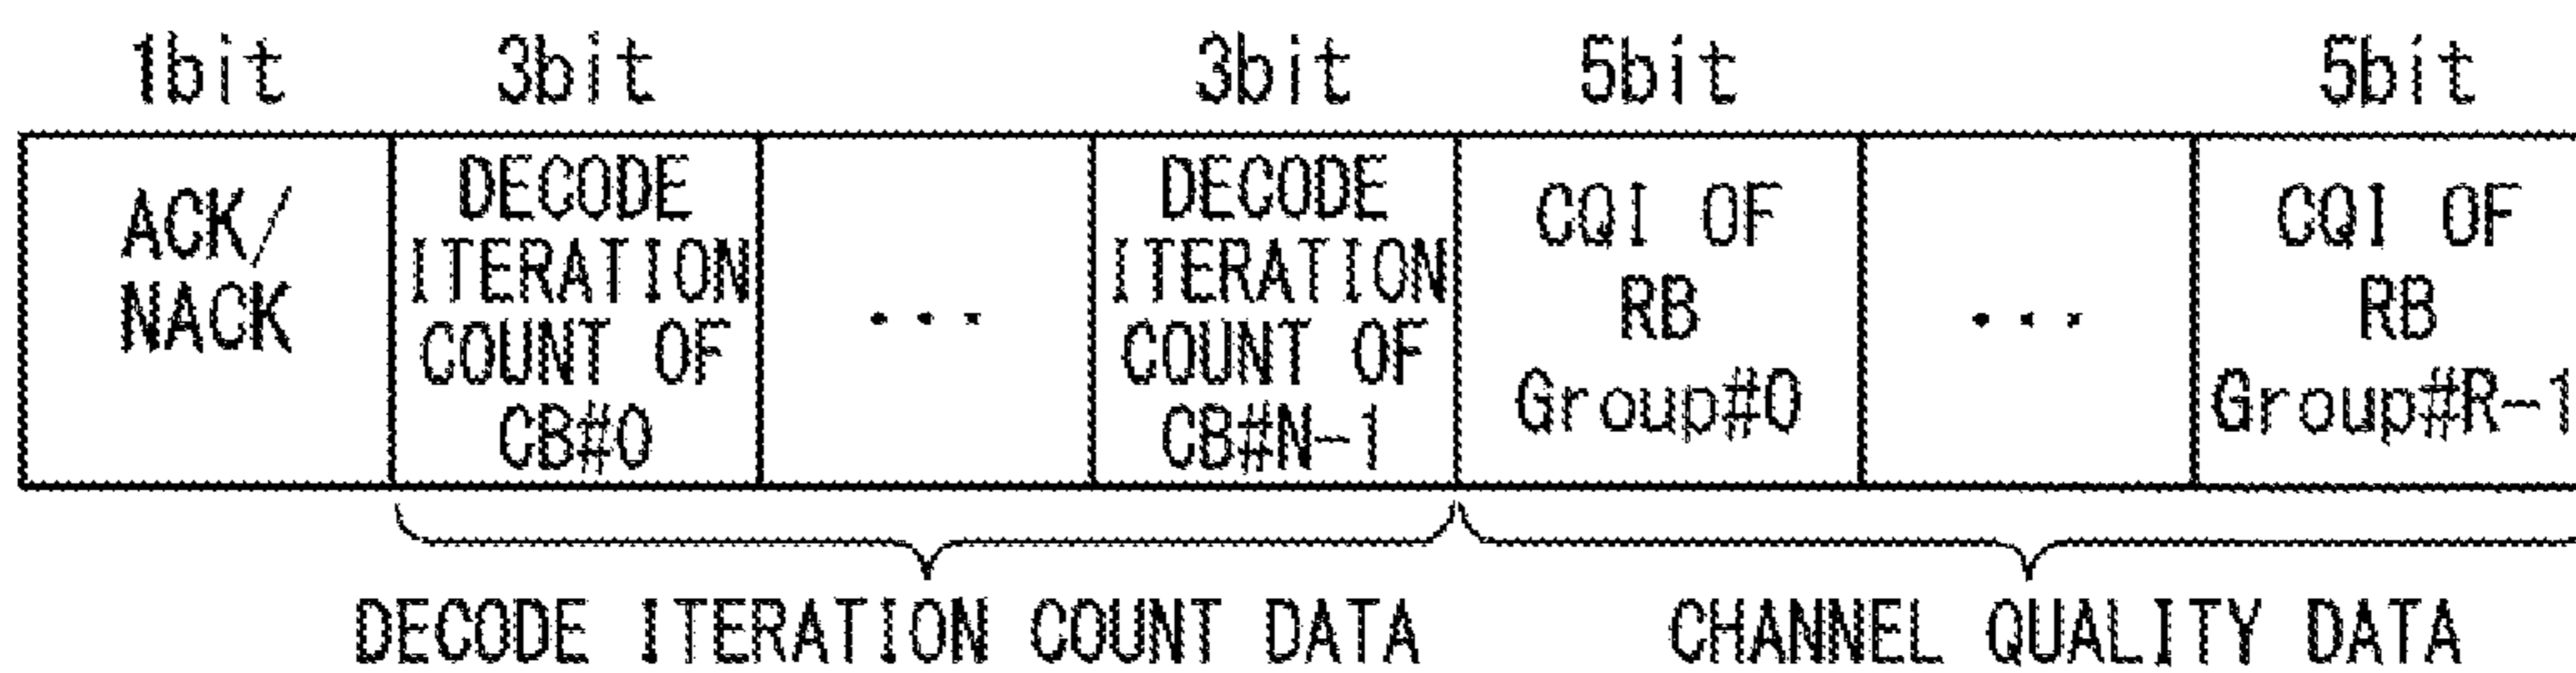 1bit 3bit 3bit 5bit 5bit
ACK/
NACK
DECODE
ITERATION
COUNT OF
CB#0
...
DECODE
ITERATION
COUNT OF
CB#N-1
CQI OF
RB
Group#0
...
CQI OF
RB
Group#R-1
DECODE ITERATION COUNT DATA
CHANNEL QUALITY DATA